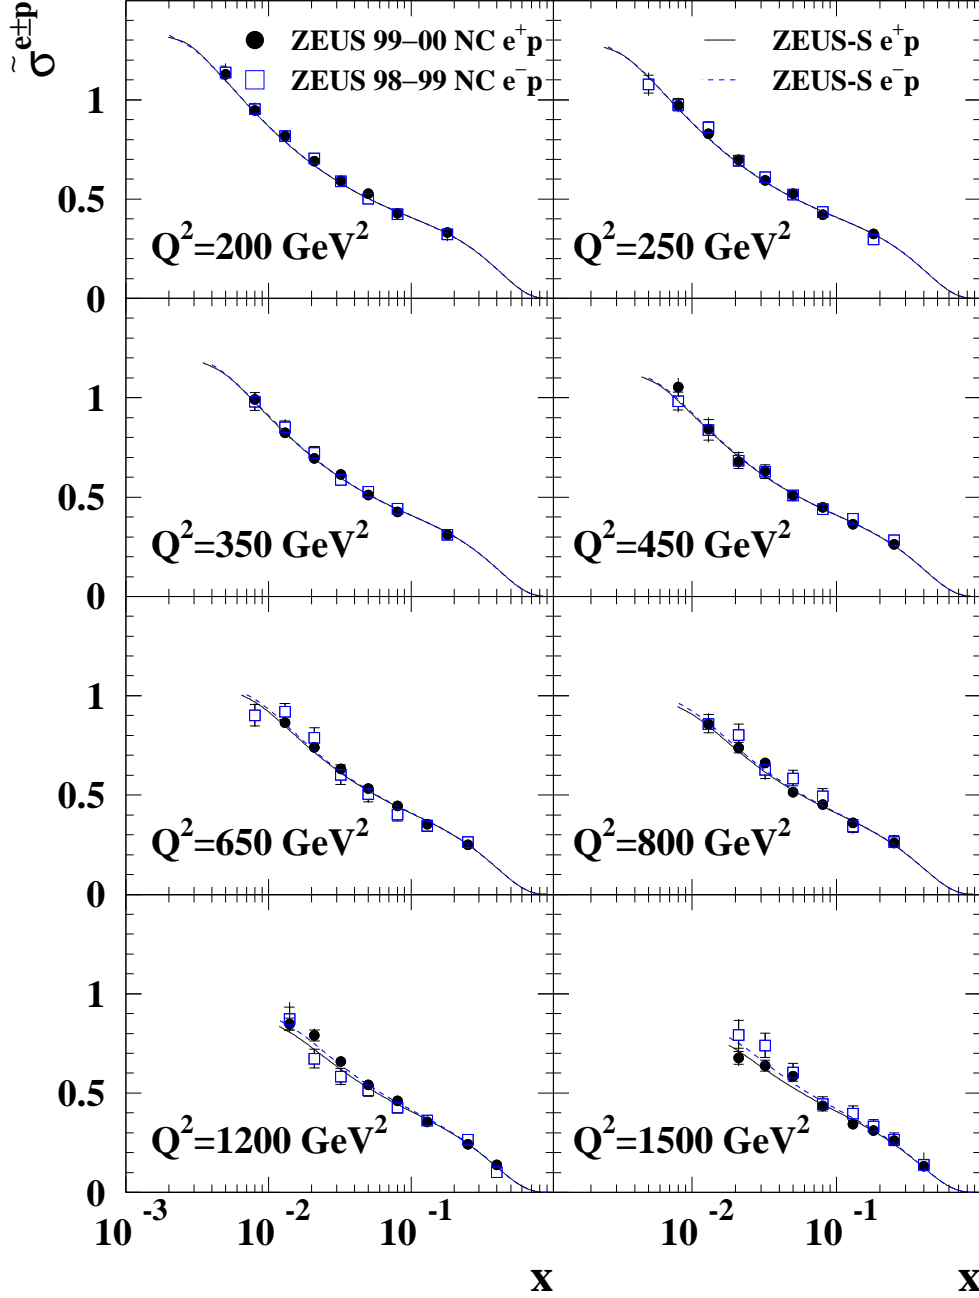 σ̃ e±p
ZEUS 99–00 NC e⁺p
ZEUS 98–99 NC e⁻p
ZEUS-S e⁺p
ZEUS-S e⁻p
1
0.5
0
Q²=200 GeV²
Q²=250 GeV²
1
0.5
0
Q²=350 GeV²
Q²=450 GeV²
1
0.5
0
Q²=650 GeV²
Q²=800 GeV²
1
0.5
0
Q²=1200 GeV²
Q²=1500 GeV²
10⁻³ 10⁻² 10⁻¹ 10⁻² 10⁻¹
x x